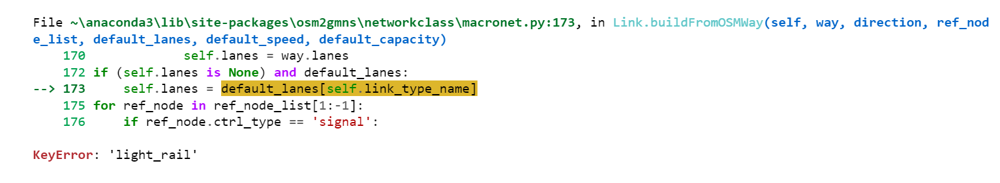 File ~\anaconda3\lib\site-packages\osm2gmns\networkclass\macronet.py:173, in Link.buildFromOSMWay(self, way, direction, ref_nod
e_list, default_lanes, default_speed, default_capacity)
170 self.lanes = way.lanes
172 if (self.lanes is None) and default_lanes:
--> 173 self.lanes = default_lanes[self.link_type_name]
175 for ref_node in ref_node_list[1:-1]:
176 if ref_node.ctrl_type == 'signal':
KeyError: 'light_rail'